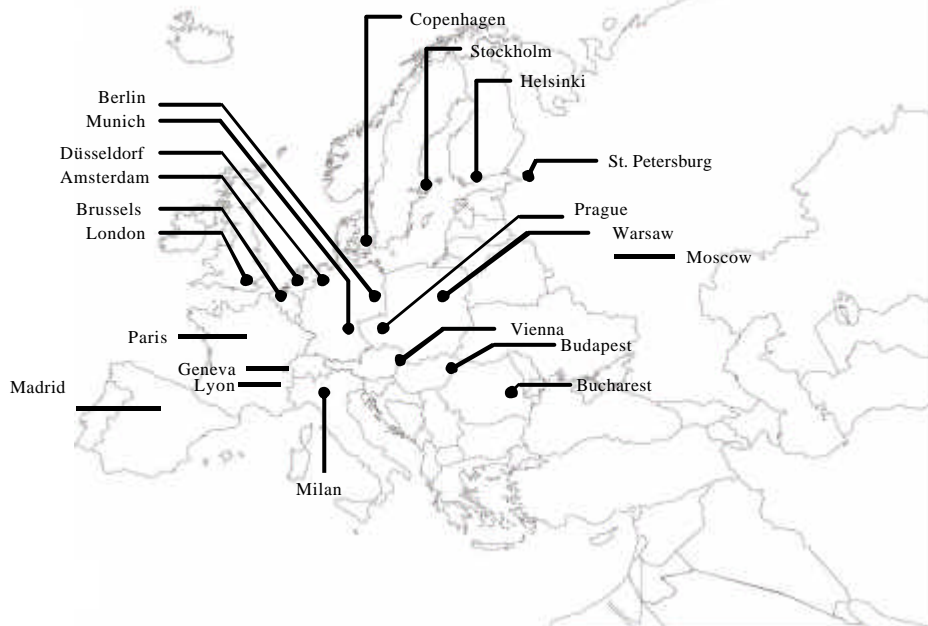 Copenhagen
Stockholm
Helsinki
Berlin
Munich
Düsseldorf
St. Petersburg
Amsterdam
Brussels
Prague
London
Warsaw
Moscow
Vienna
Paris
Budapest
Geneva
Lyon
Madrid
Bucharest
Milan